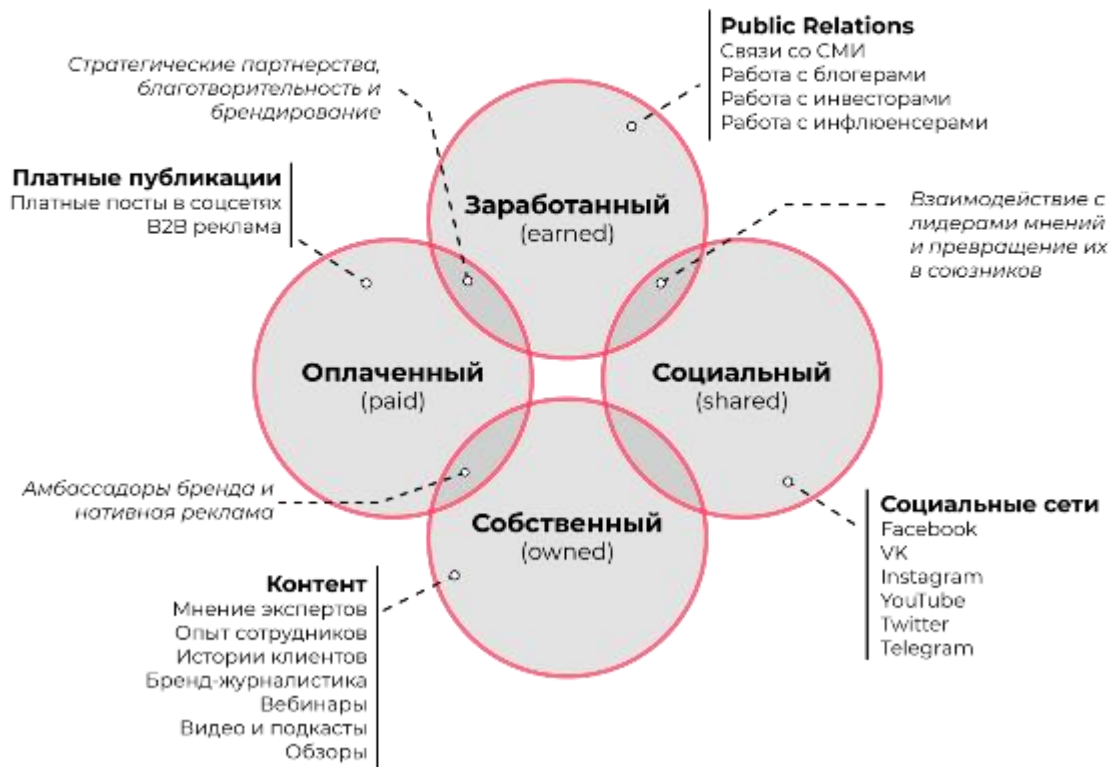 Public Relations
Связи со СМИ
Работа с блогерами
Работа с инвесторами
Работа с инфлюенсерами
Стратегические партнерства,
благотворительность и
брендирование
Платные публикации
Платные посты в соцсетях
B2B реклама
Заработанный
(earned)
Взаимодействие с
лидерами мнений
и превращение их
в союзников
Оплаченный
(paid)
Социальный
(shared)
Амбассадоры бренда и
нативная реклама
Собственный
(owned)
Социальные сети
Facebook
VK
Instagram
YouTube
Twitter
Telegram
Контент
Мнение экспертов
Опыт сотрудников
Истории клиентов
Бренд-журналистика
Вебинары
Видео и подкасты
Обзоры